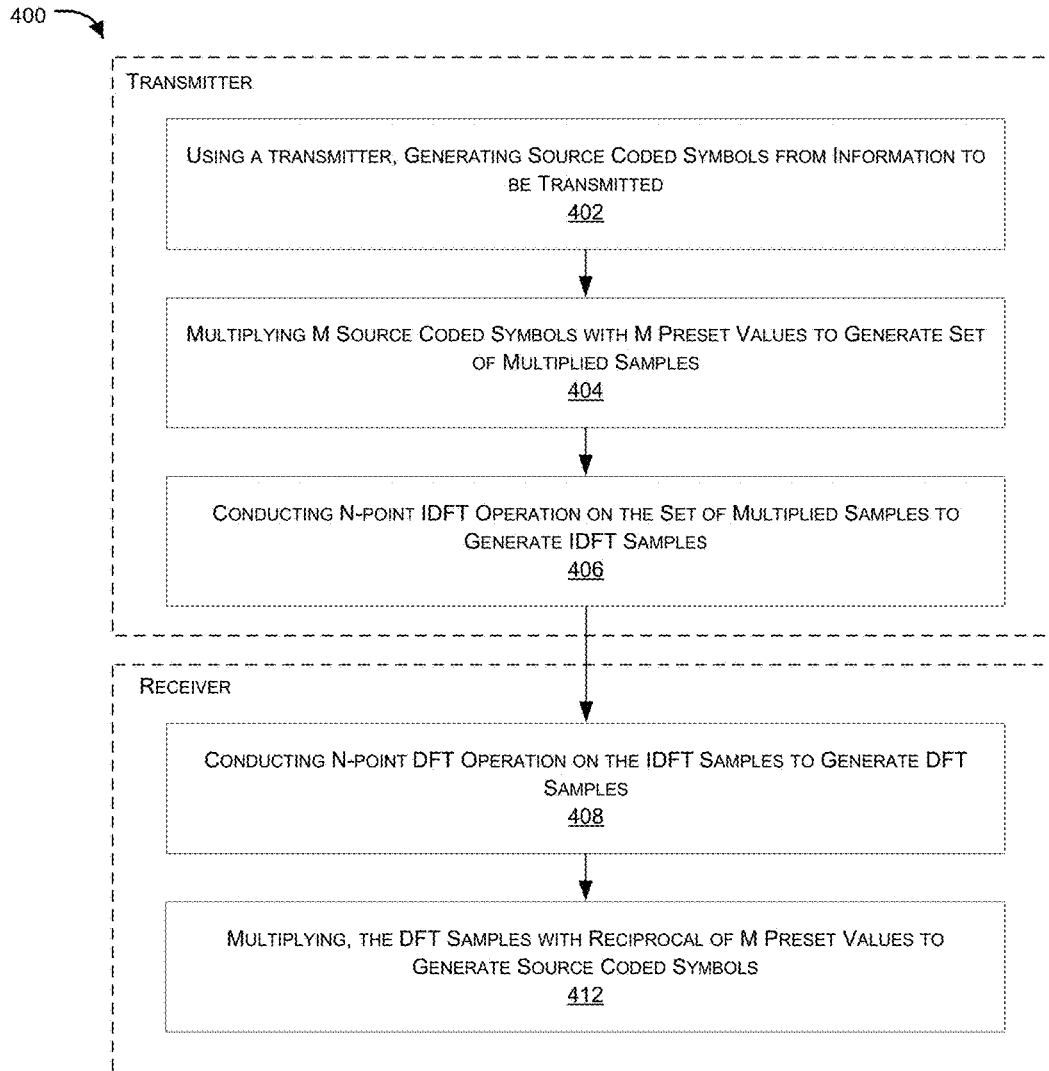 400
TRANSMITTER
USING A TRANSMITTER, GENERATING SOURCE CODED SYMBOLS FROM INFORMATION TO
BE TRANSMITTED
402
MULTIPLYING M SOURCE CODED SYMBOLS WITH M PRESET VALUES TO GENERATE SET
OF MULTIPLIED SAMPLES
404
CONDUCTING N-POINT IDFT OPERATION ON THE SET OF MULTIPLIED SAMPLES TO
GENERATE IDFT SAMPLES
406
RECEIVER
CONDUCTING N-POINT DFT OPERATION ON THE IDFT SAMPLES TO GENERATE DFT
SAMPLES
408
MULTIPLYING, THE DFT SAMPLES WITH RECIPROCAL OF M PRESET VALUES TO
GENERATE SOURCE CODED SYMBOLS
412